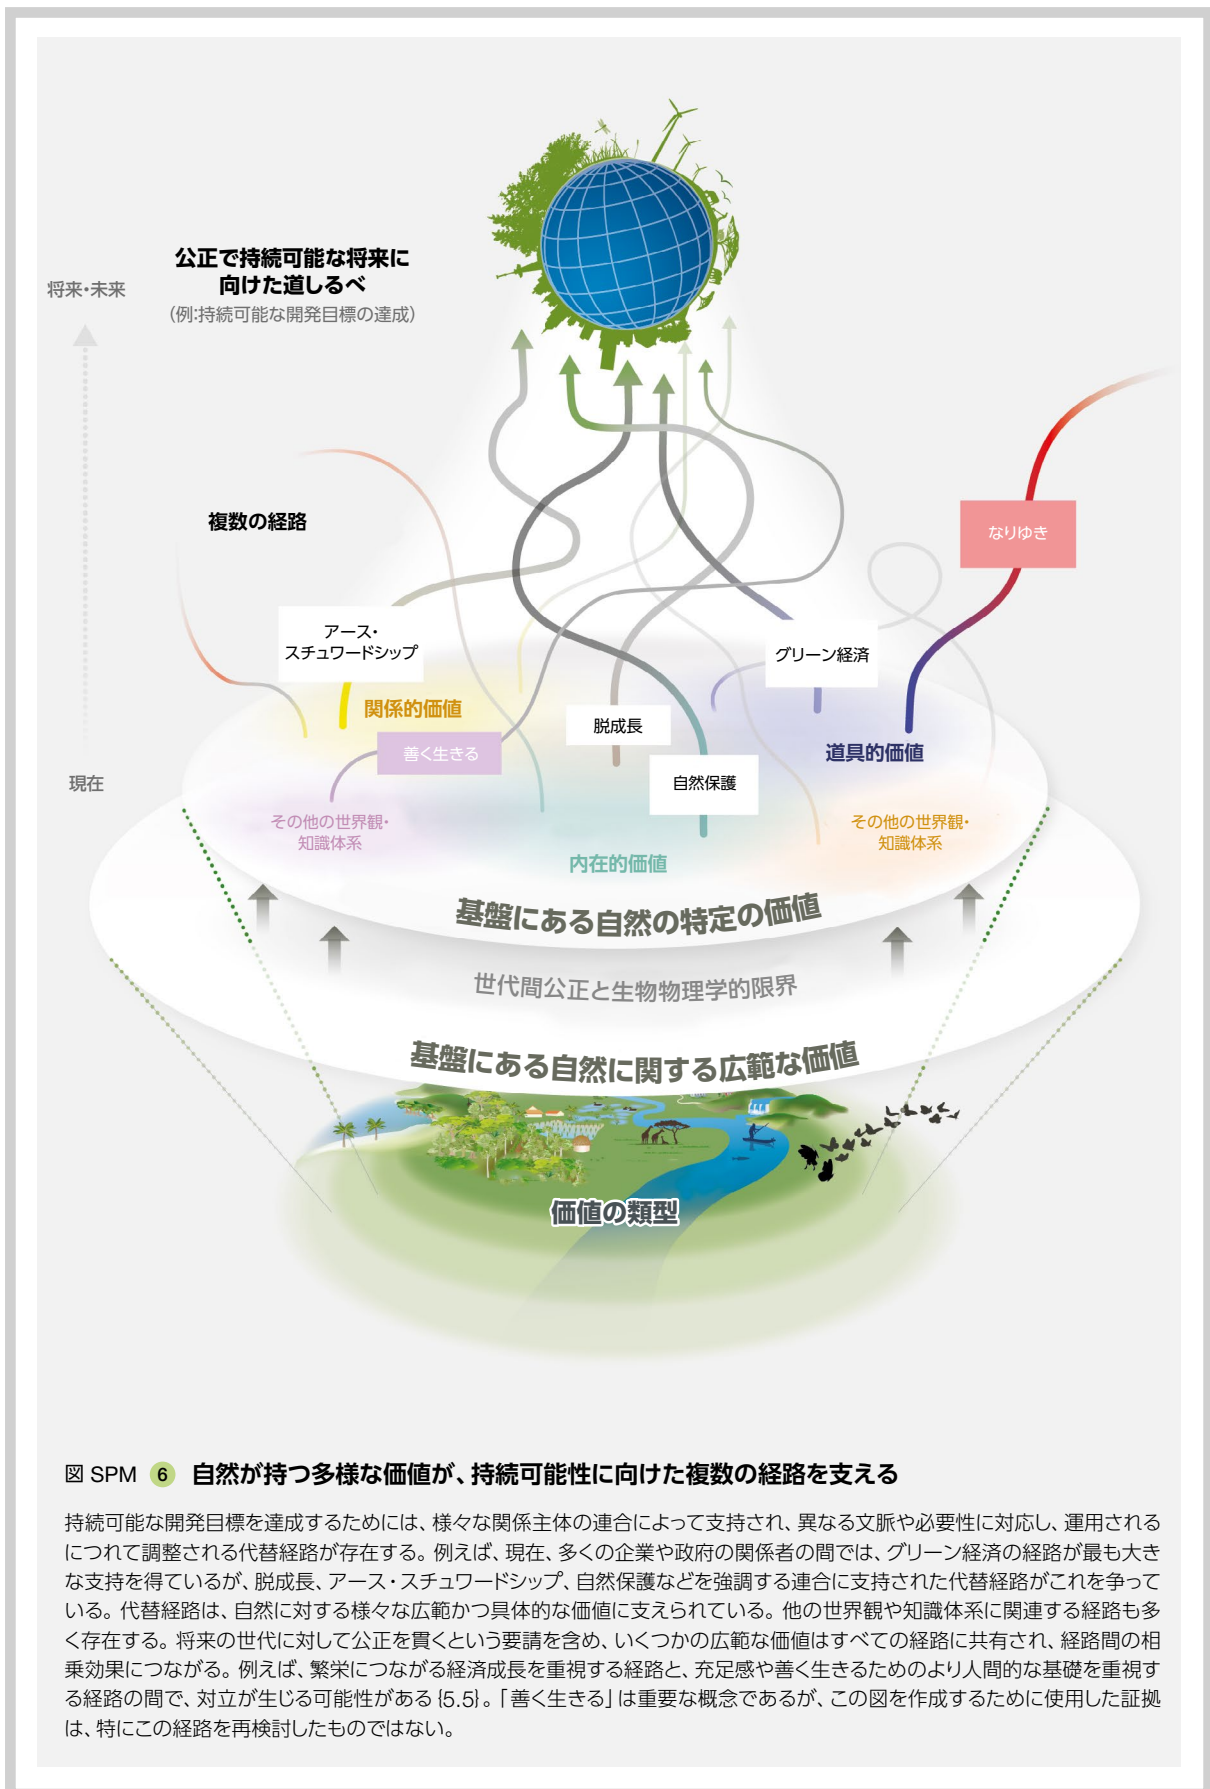 公正で持続可能な将来に
向けた道しるべ
(例:持続可能な開発目標の達成)
将来・未来
複数の経路
なりゆき
アース・
スチュワードシップ
グリーン経済
関係的価値
脱成長
善く生きる
道具的価値
現在
自然保護
その他の世界観・
知識体系
その他の世界観・
知識体系
内在的価値
基盤にある自然の特定の価値
世代間公正と生物物理学的限界
基盤にある自然に関する広範な価値
価値の類型
図 SPM 6 自然が持つ多様な価値が、持続可能性に向けた複数の経路を支える
持続可能な開発目標を達成するためには、様々な関係主体の連合によって支持され、異なる文脈や必要性に対応し、運用される
につれて調整される代替経路が存在する。例えば、現在、多くの企業や政府の関係者の間では、グリーン経済の経路が最も大き
な支持を得ているが、脱成長、アース・スチュワードシップ、自然保護などを強調する連合に支持された代替経路がこれを争って
いる。代替経路は、自然に対する様々な広範かつ具体的な価値に支えられている。他の世界観や知識体系に関連する経路も多
く存在する。将来の世代に対して公正を貫くという要請を含め、いくつかの広範な価値はすべての経路に共有され、経路間の相
乗効果につながる。例えば、繁栄につながる経済成長を重視する経路と、充足感や善く生きるためのより人間的な基礎を重視す
る経路の間で、対立が生じる可能性がある {5.5}。「善く生きる」は重要な概念であるが、この図を作成するために使用した証拠
は、特にこの経路を再検討したものではない。